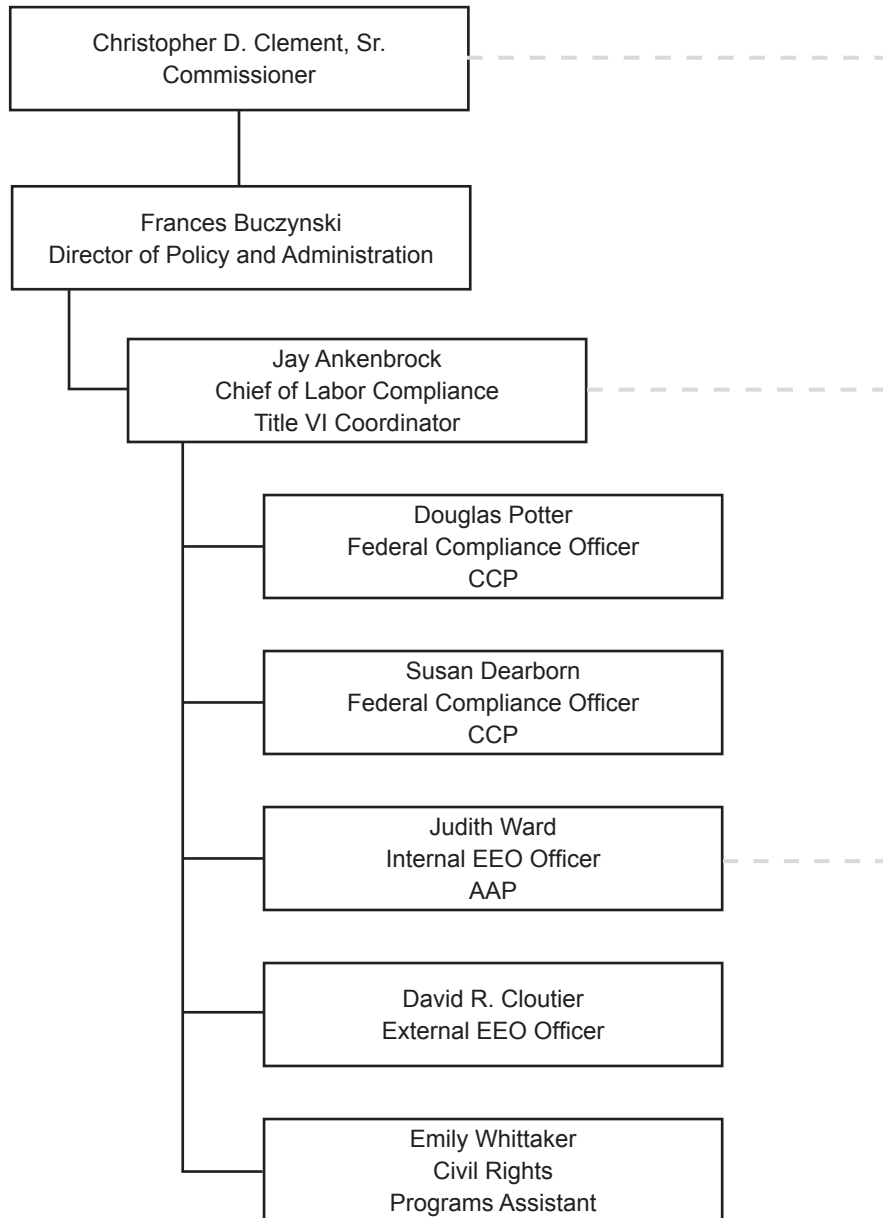 Christopher D. Clement, Sr.
Commissioner
Frances Buczynski
Director of Policy and Administration
Jay Ankenbrock
Chief of Labor Compliance
Title VI Coordinator
Douglas Potter
Federal Compliance Officer
CCP
Susan Dearborn
Federal Compliance Officer
CCP
Judith Ward
Internal EEO Officer
AAP
David R. Cloutier
External EEO Officer
Emily Whittaker
Civil Rights
Programs Assistant